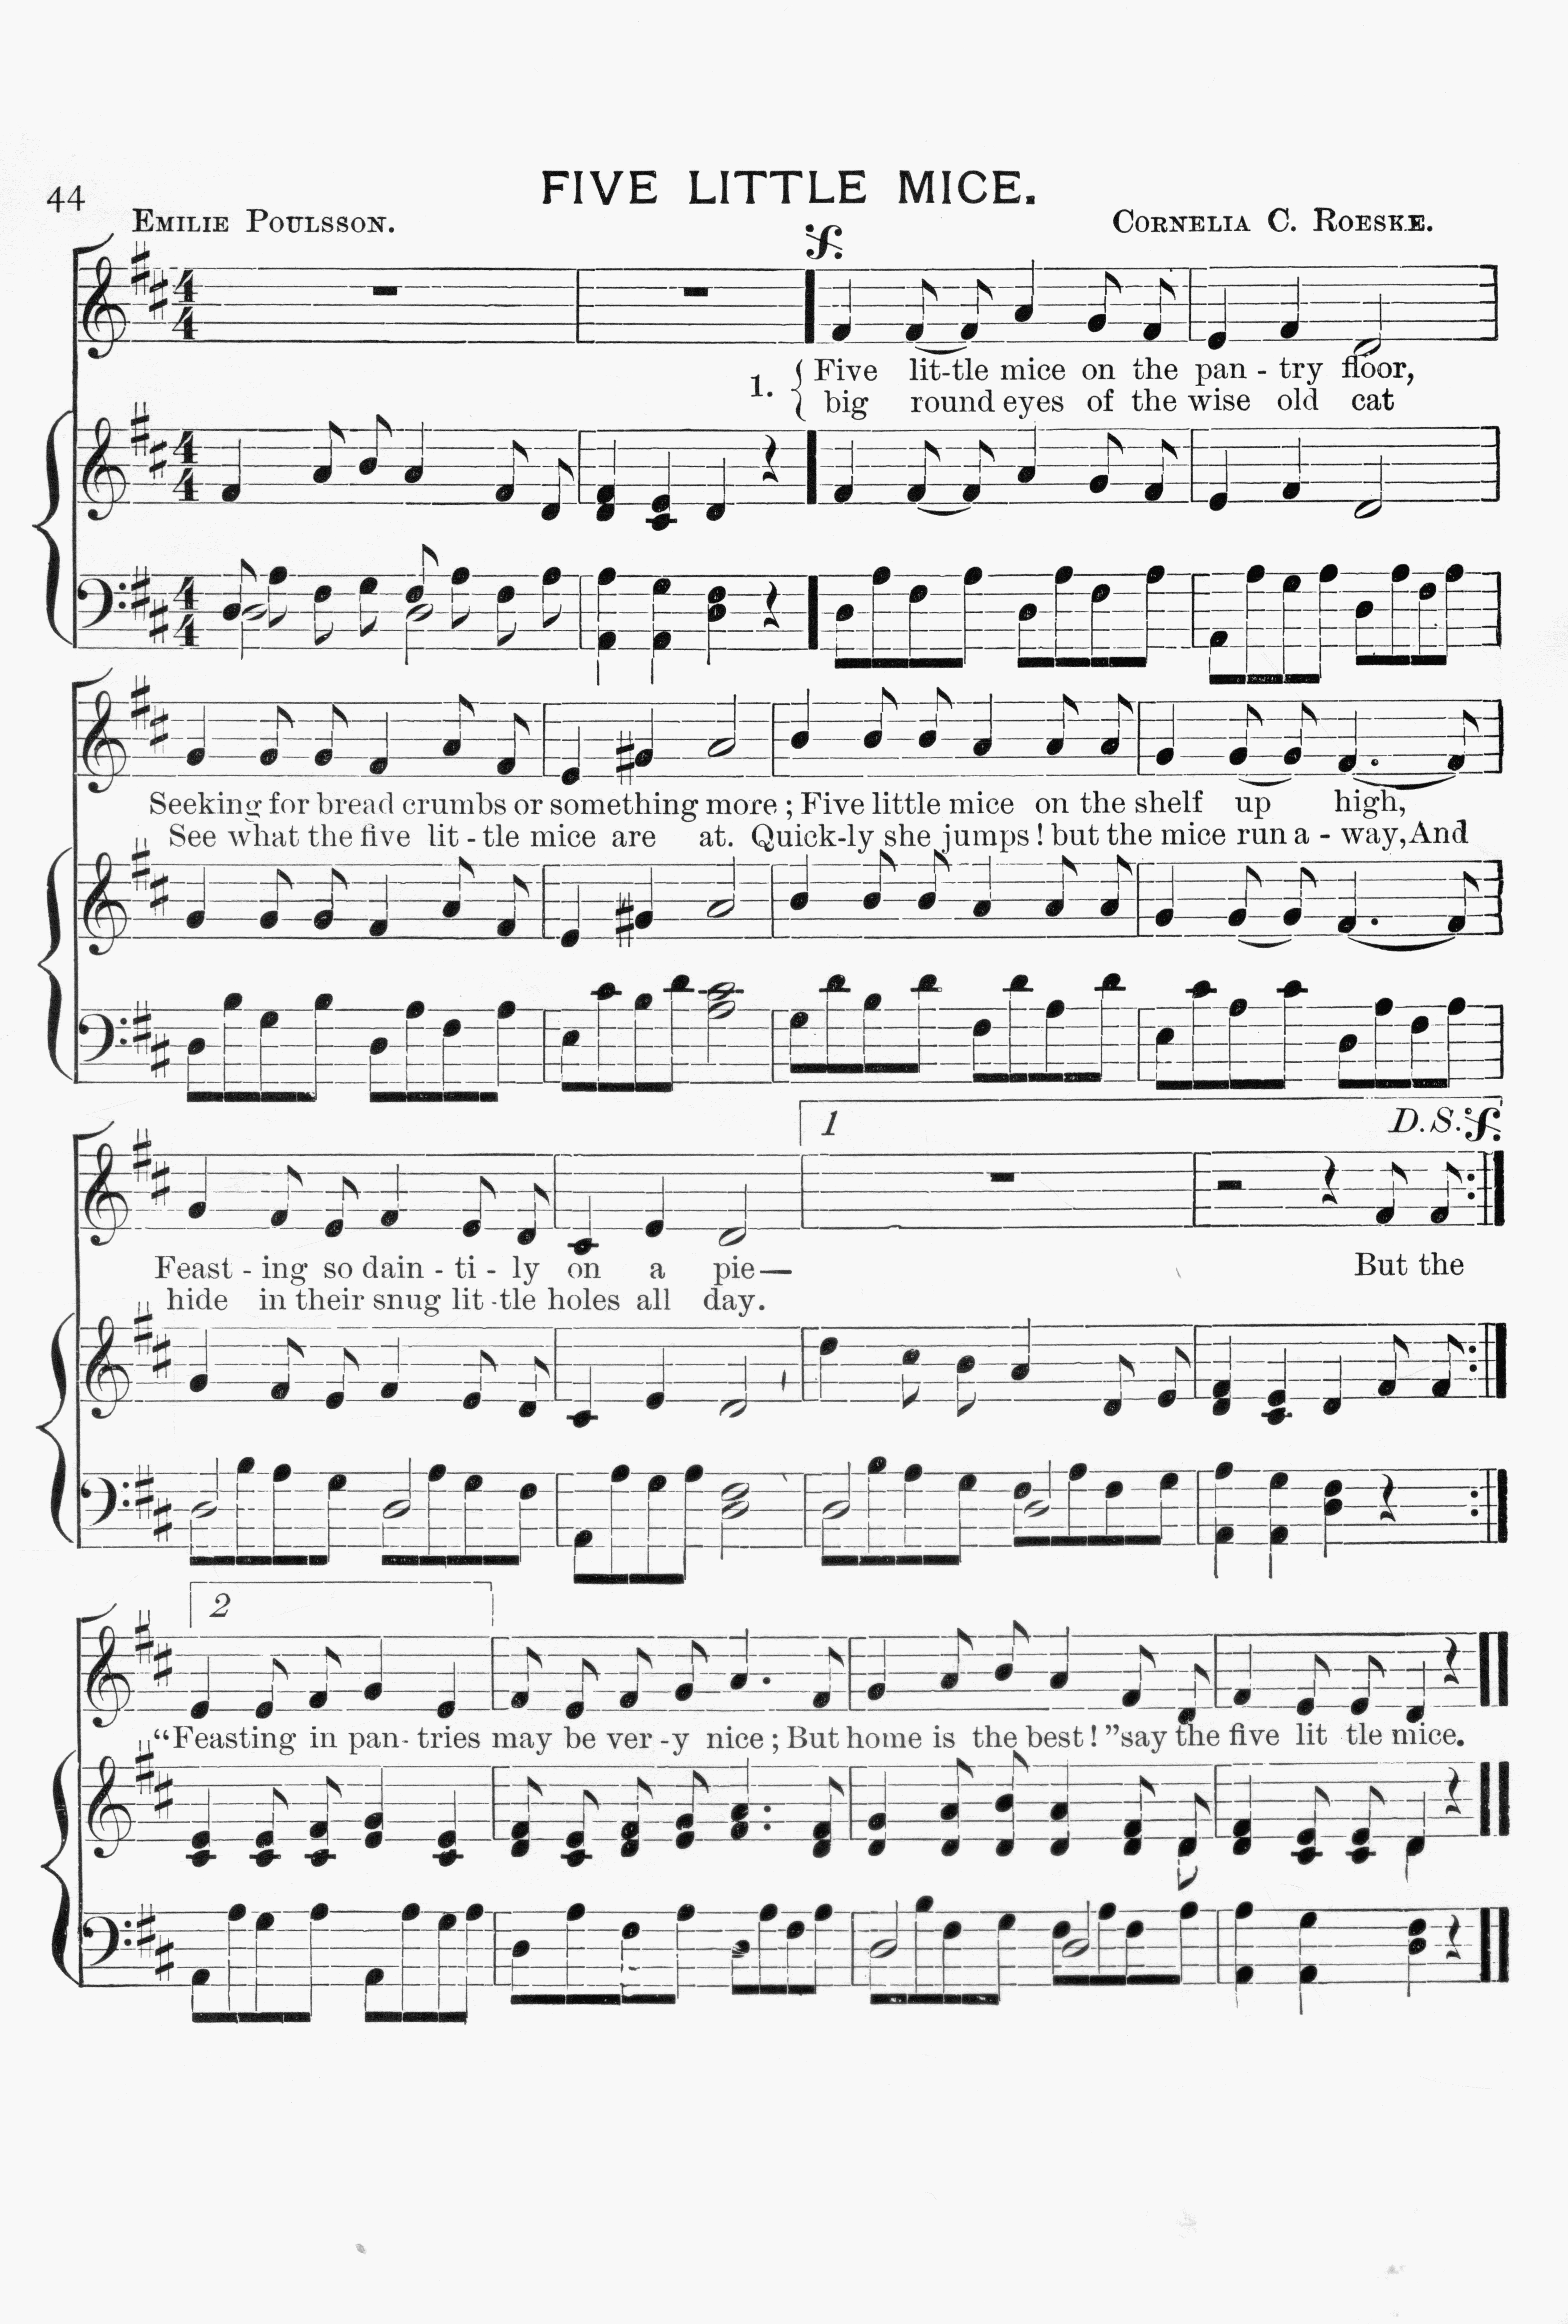 44
FIVE LITTLE MICE.
EMILIE POULSSON.
CORNELIA C. ROESKE.
1. { Five lit-tle mice on the pan - try floor,
big round eyes of the wise old cat
Seeking for bread crumbs or something more ; Five little mice on the shelf up high,
See what the five lit - tle mice are at. Quick-ly she jumps ! but the mice run a - way, And
1
D.S.
Feast - ing so dain - ti - ly on a pie— But the
hide in their snug lit -tle holes all day.
2
“Feasting in pan- tries may be ver -y nice ; But home is the best ! ” say the five lit tle mice.